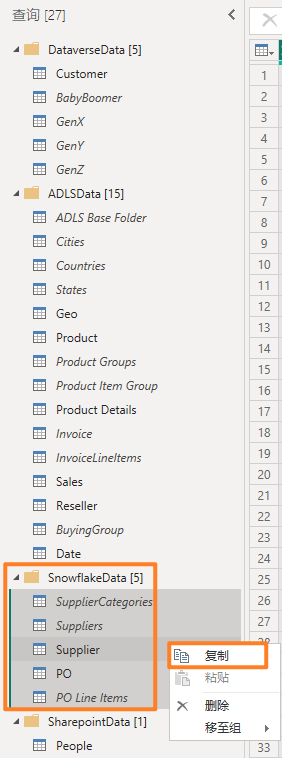 查询 [27]
DataverseData [5]
Customer
BabyBoomer
GenX
GenY
GenZ
ADLSData [15]
ADLS Base Folder
Cities
Countries
States
Geo
Product
Product Groups
Product Item Group
Product Details
Invoice
InvoiceLineItems
Sales
Reseller
BuyingGroup
Date
SnowflakeData [5]
SupplierCategories
Suppliers
Supplier
PO
PO Line Items
SharepointData [1]
People
1
2
3
4
5
6
7
8
9
10
11
12
13
14
15
16
17
18
19
20
21
22
23
24
25
26
27
28
复制
粘贴
删除
移至组
33